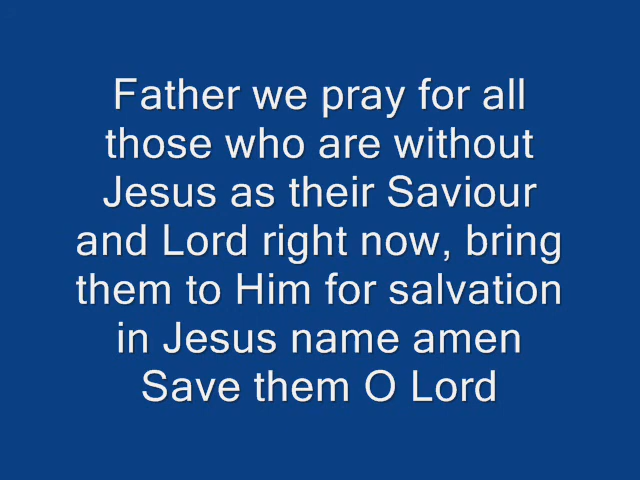 Father we pray for all
those who are without
Jesus as their Saviour
and Lord right now, bring
them to Him for salvation
in Jesus name amen
Save them O Lord